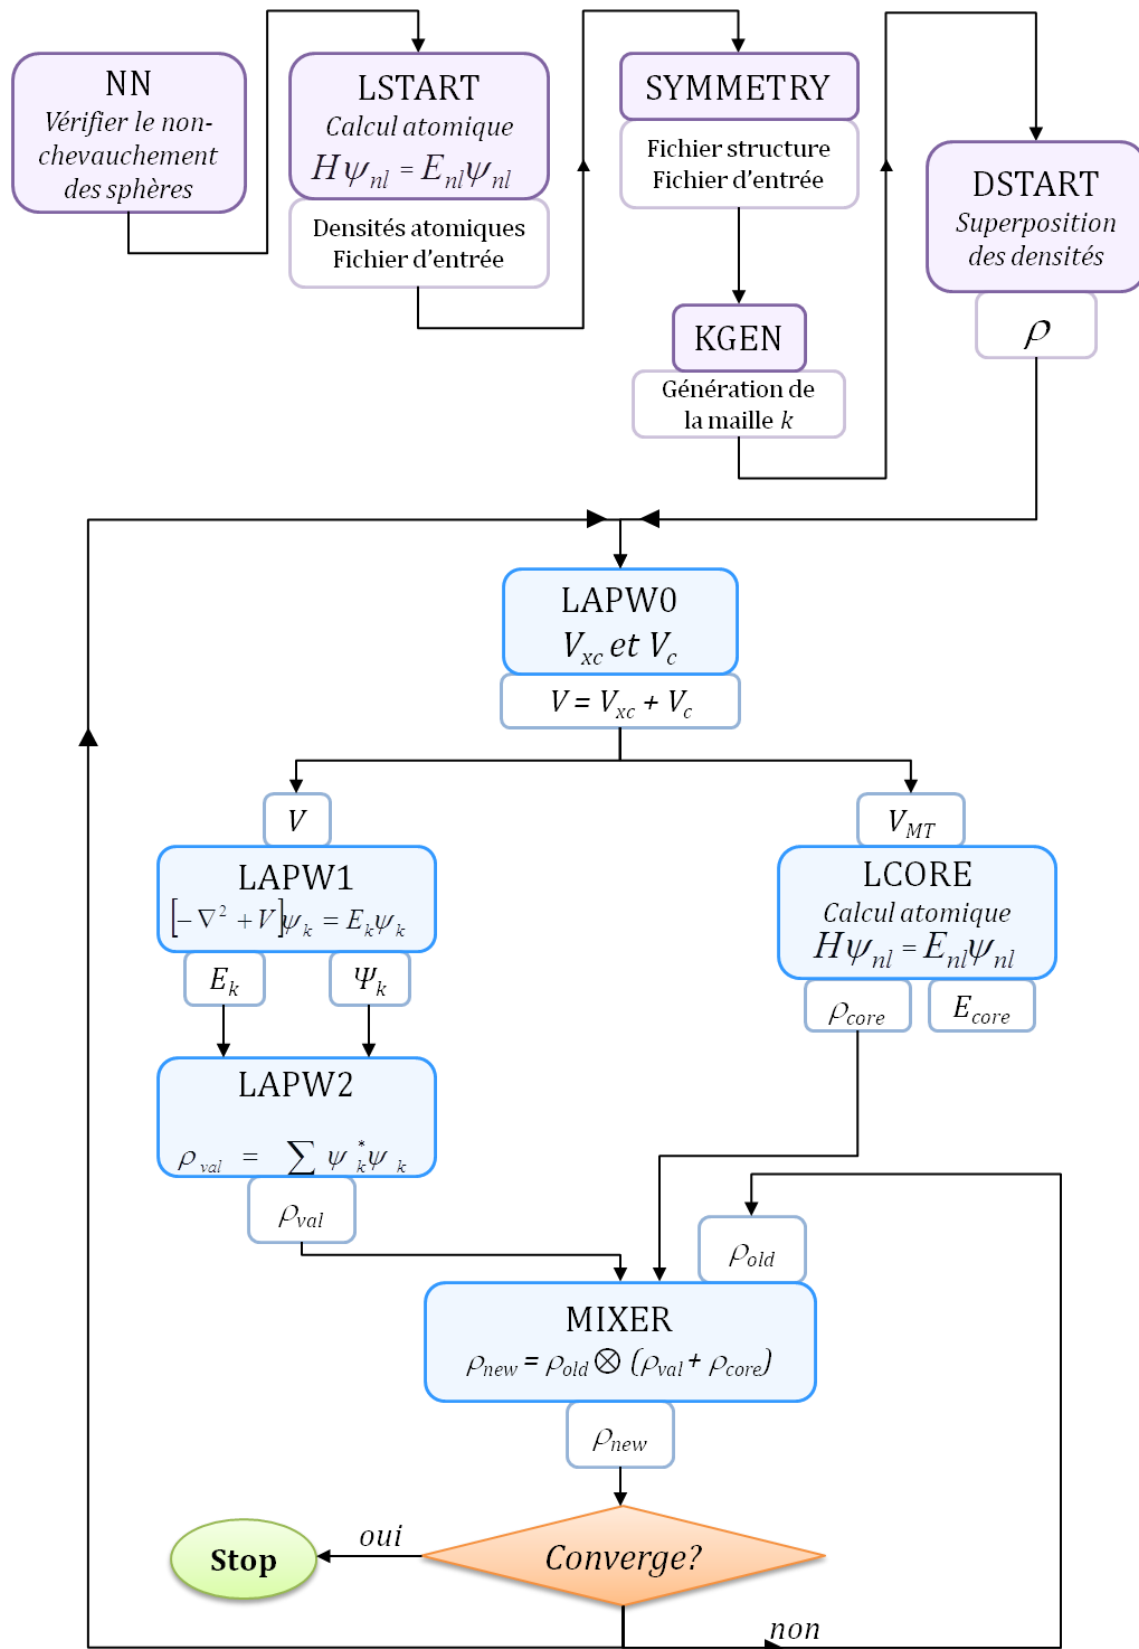 NN
Vérifier le non-
chevauchement
des sphères
LSTART
Calcul atomique
Hψnl = Enlψnl
Densités atomiques
Fichier d'entrée
SYMMETRY
Fichier structure
Fichier d'entrée
KGEN
Génération de
la maille k
DSTART
Superposition
des densités
ρ
LAPW0
Vxc et Vc
V = Vxc + Vc
V
LAPW1
[-∇² + V]ψk = Ekψk
Ek
Ψk
LAPW2
ρval = ∑ ψk*ψk
ρval
VMT
LCORE
Calcul atomique
Hψnl = Enlψnl
ρcore
Ecore
ρold
MIXER
ρnew = ρold ⊗ (ρval + ρcore)
ρnew
Converge?
oui
Stop
non